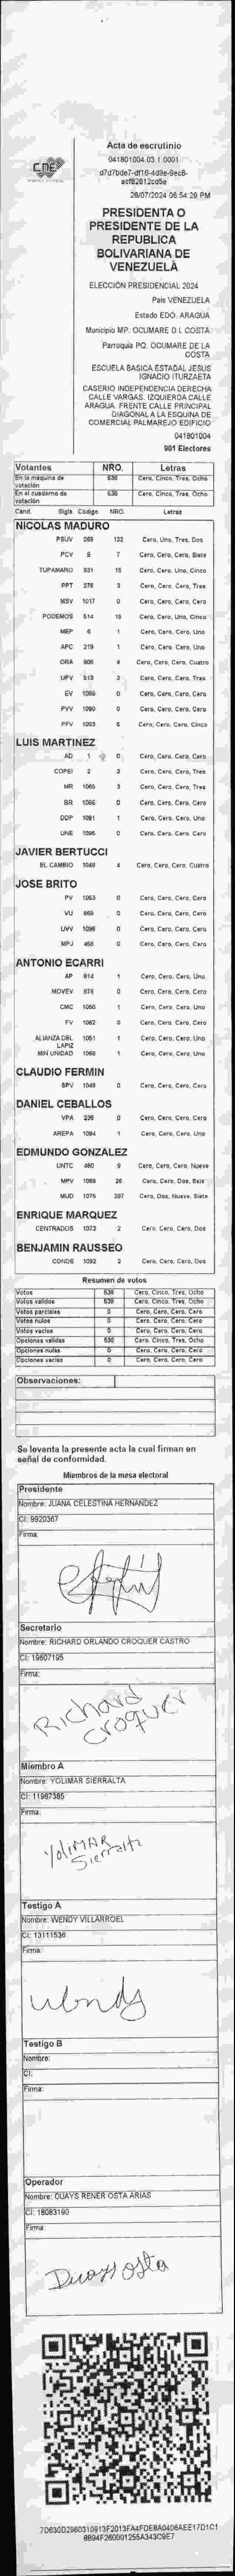 CNE
Acta de escrutinio
041801004.03.1.0001
d7d7bde7-df16-4d9e-9ec8-
acf82612cd5e
28/07/2024 06:54:29 PM
PRESIDENTA O
PRESIDENTE DE LA
REPUBLICA
BOLIVARIANA DE
VENEZUELA
ELECCIÓN PRESIDENCIAL 2024
País VENEZUELA
Estado EDO. ARAGUA
Municipio MP. OCUMARE D L COSTA
Parroquia PQ. OCUMARE DE LA
COSTA
ESCUELA BASICA ESTADAL JESUS
IGNACIO ITURZAETA
CASERIO INDEPENDENCIA DERECHA
CALLE VARGAS. IZQUIERDA CALLE
ARAGUA. FRENTE CALLE PRINCIPAL
DIAGONAL A LA ESQUINA DE
COMERCIAL PALMAREJO EDIFICIO
041801004
901 Electores
Votantes NRO. Letras
En la máquina de votación 538 Cero, Cinco, Tres, Ocho
En el cuaderno de votación 538 Cero, Cinco, Tres, Ocho
Cand. Sigla Código NRO. Letras
NICOLAS MADURO
PSUV 269 132 Cero, Uno, Tres, Dos
PCV 9 7 Cero, Cero, Cero, Siete
TUPAMARO 931 15 Cero, Cero, Uno, Cinco
PPT 276 3 Cero, Cero, Cero, Tres
MSV 1017 0 Cero, Cero, Cero, Cero
PODEMOS 614 15 Cero, Cero, Uno, Cinco
MEP 6 1 Cero, Cero, Cero, Uno
APC 219 1 Cero, Cero, Cero, Uno
ORA 906 4 Cero, Cero, Cero, Cuatro
UPV 513 3 Cero, Cero, Cero, Tres
EV 1089 0 Cero, Cero, Cero, Cero
PVV 1090 0 Cero, Cero, Cero, Cero
PFV 1093 5 Cero, Cero, Cero, Cinco
LUIS MARTINEZ
AD 1 0 Cero, Cero, Cero, Cero
COPEI 2 3 Cero, Cero, Cero, Tres
MR 1065 3 Cero, Cero, Cero, Tres
BR 1066 0 Cero, Cero, Cero, Cero
DDP 1091 1 Cero, Cero, Cero, Uno
UNE 1096 0 Cero, Cero, Cero, Cero
JAVIER BERTUCCI
EL CAMBIO 1048 4 Cero, Cero, Cero, Cuatro
JOSE BRITO
PV 1053 0 Cero, Cero, Cero, Cero
VU 868 0 Cero, Cero, Cero, Cero
UVV 1096 0 Cero, Cero, Cero, Cero
MPJ 458 0 Cero, Cero, Cero, Cero
ANTONIO ECARRI
AP 814 1 Cero, Cero, Cero, Uno
MOVEV 878 0 Cero, Cero, Cero, Cero
CMC 1050 1 Cero, Cero, Cero, Uno
FV 1062 0 Cero, Cero, Cero, Cero
ALIANZA DEL LAPIZ 1051 1 Cero, Cero, Cero, Uno
MIN UNIDAD 1068 1 Cero, Cero, Cero, Uno
CLAUDIO FERMIN
SPV 1049 0 Cero, Cero, Cero, Cero
DANIEL CEBALLOS
VPA 236 0 Cero, Cero, Cero, Cero
AREPA 1094 1 Cero, Cero, Cero, Uno
EDMUNDO GONZALEZ
UNTC 480 9 Cero, Cero, Cero, Nueve
MPV 1069 26 Cero, Cero, Dos, Seis
MUD 1075 297 Cero, Dos, Nueve, Siete
ENRIQUE MARQUEZ
CENTRADOS 1073 2 Cero, Cero, Cero, Dos
BENJAMIN RAUSSEO
CONDE 1092 2 Cero, Cero, Cero, Dos
Resumen de votos
Votos 538 Cero, Cinco, Tres, Ocho
Votos validos 538 Cero, Cinco, Tres, Ocho
Votos parciales 0 Cero, Cero, Cero, Cero
Votos nulos 0 Cero, Cero, Cero, Cero
Votos vacios 0 Cero, Cero, Cero, Cero
Opciones validas 538 Cero, Cinco, Tres, Ocho
Opciones nulas 0 Cero, Cero, Cero, Cero
Opciones vacias 0 Cero, Cero, Cero, Cero
Observaciones:
Se levanta la presente acta la cual firman en
señal de conformidad.
Miembros de la mesa electoral
Presidente
Nombre: JUANA CELESTINA HERNANDEZ
CI: 9920367
Firma:
Secretario
Nombre: RICHARD ORLANDO CROQUER CASTRO
CI: 19607195
Firma:
Richard
Croquer
Miembro A
Nombre: YOLIMAR SIERRALTA
CI: 11987385
Firma:
YoliMAR
Sierralta
Testigo A
Nombre: WENDY VILLARROEL
CI: 13111536
Firma:
Wendy
Testigo B
Nombre:
CI:
Firma:
Operador
Nombre: DUAYS RENER OSTA ARIAS
CI: 18083190
Firma:
Duays Osta
7D630D2960310913F2013FA4FDE8A0406AEE17D1C1
8894F260001255A343C9E7